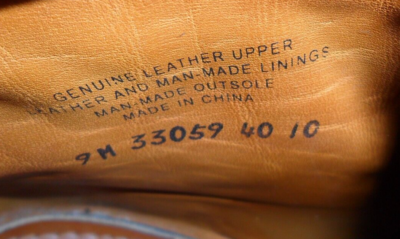 GENUINE LEATHER UPPER
LEATHER AND MAN-MADE LININGS
MAN-MADE OUTSOLE
MADE IN CHINA
9M 33059 40 10